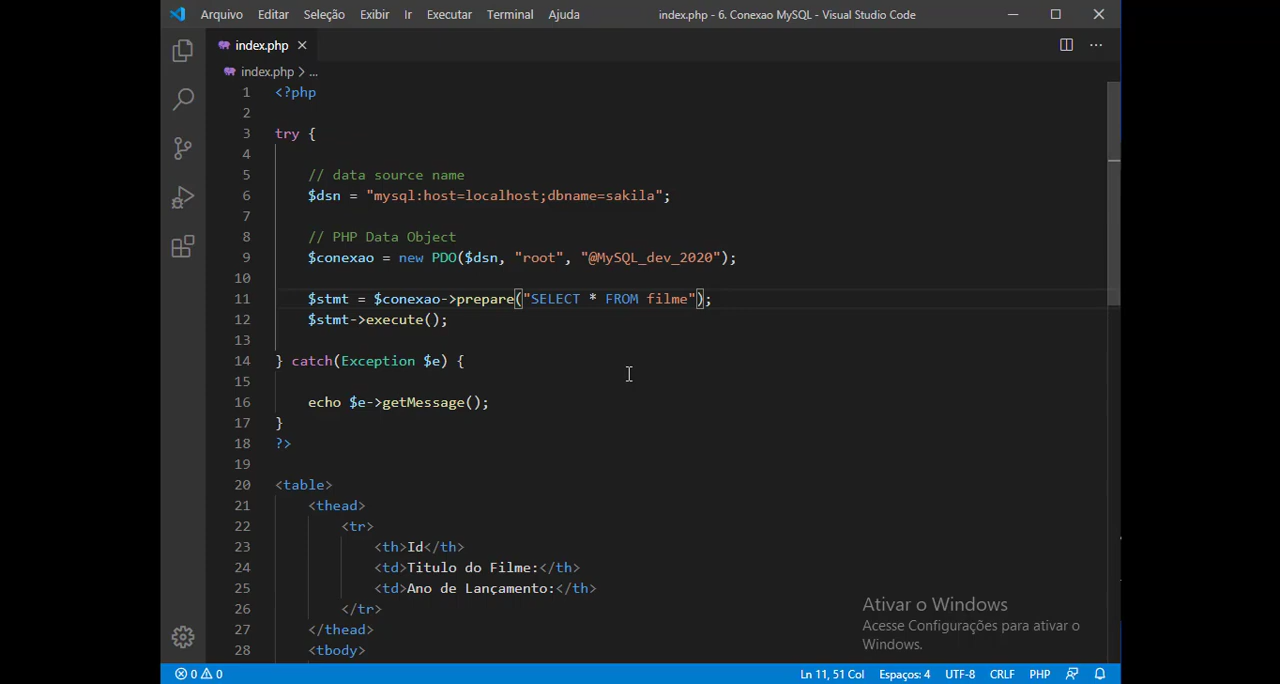 Arquivo Editar Seleção Exibir Ir Executar Terminal Ajuda index.php - 6. Conexao MySQL - Visual Studio Code
index.php
index.php > ...
1 <?php
2
3 try {
4
5 // data source name
6 $dsn = "mysql:host=localhost;dbname=sakila";
7
8 // PHP Data Object
9 $conexao = new PDO($dsn, "root", "@MySQL_dev_2020");
10
11 $stmt = $conexao->prepare("SELECT * FROM filme");
12 $stmt->execute();
13
14 } catch(Exception $e) {
15
16 echo $e->getMessage();
17 }
18 ?>
19
20 <table>
21 <thead>
22 <tr>
23 <th>Id</th>
24 <td>Titulo do Filme:</th>
25 <td>Ano de Lançamento:</th>
26 </tr>
27 </thead>
28 <tbody>
Ativar o Windows
Acesse Configurações para ativar o
Windows.
0 0 Ln 11, 51 Col Espaços: 4 UTF-8 CRLF PHP